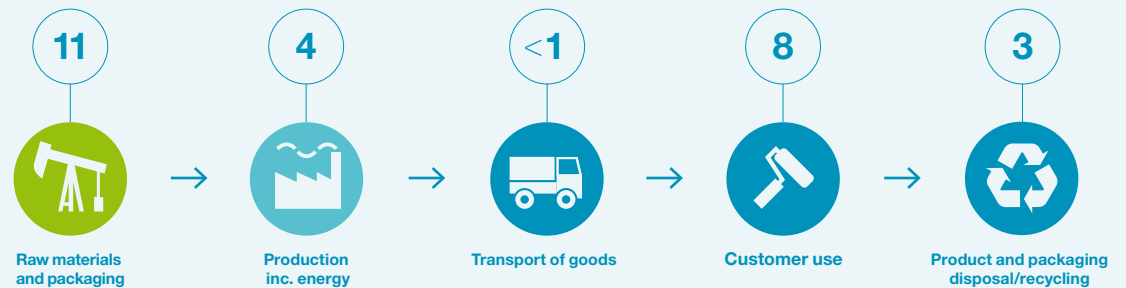 11
4
<1
8
3
Raw materials
and packaging
Production
inc. energy
Transport of goods
Customer use
Product and packaging
disposal/recycling